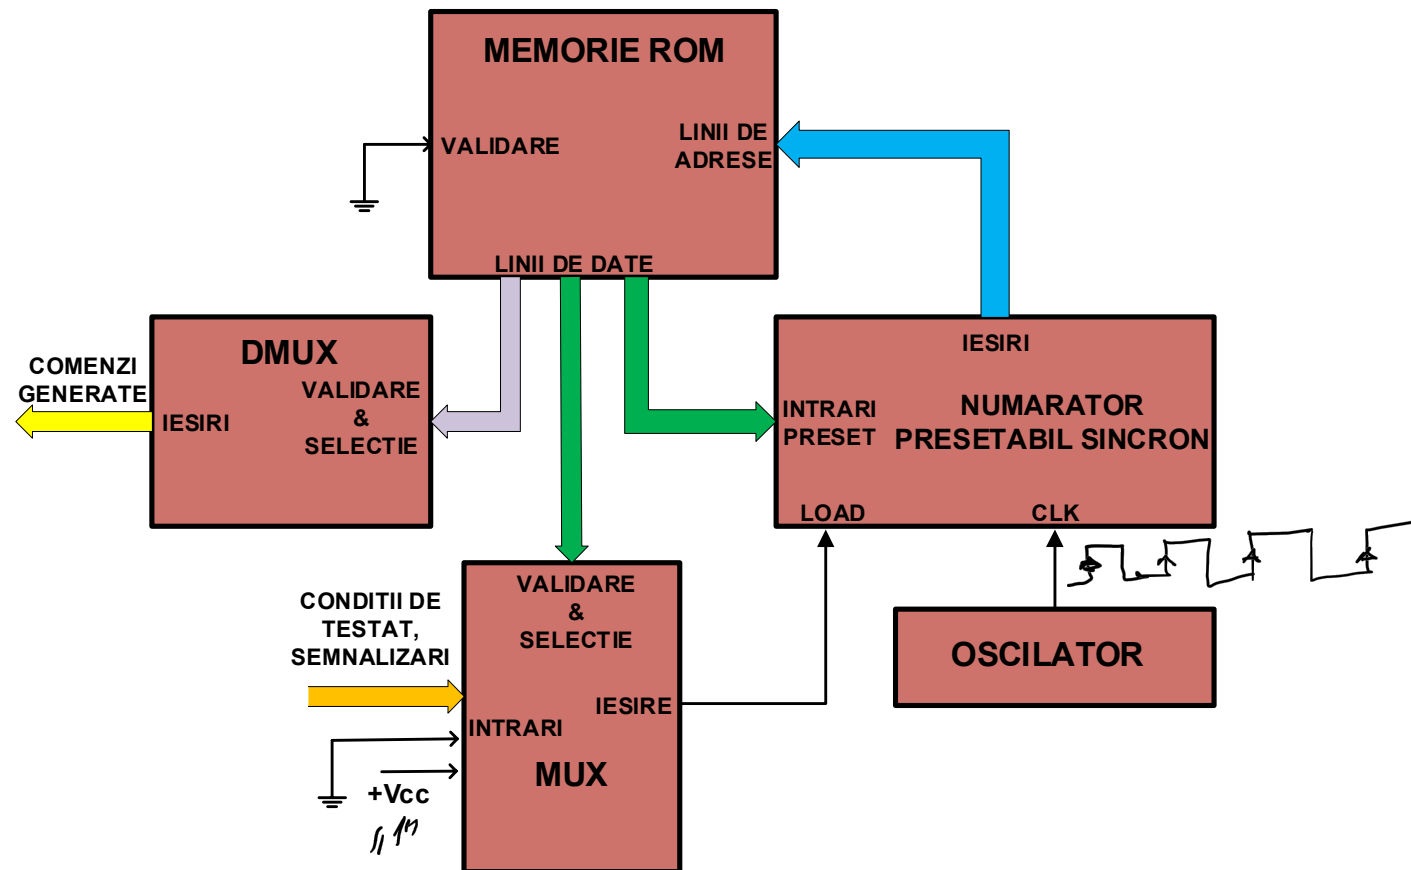 MEMORIE ROM
VALIDARE
LINII DE
ADRESE
LINII DE DATE
COMENZI
GENERATE
DMUX
VALIDARE
&
SELECTIE
IESIRI
IESIRI
INTRARI
PRESET
NUMARATOR
PRESETABIL SINCRON
LOAD
CLK
CONDITII DE
TESTAT,
SEMNALIZARI
VALIDARE
&
SELECTIE
IESIRE
INTRARI
MUX
+Vcc
OSCILATOR